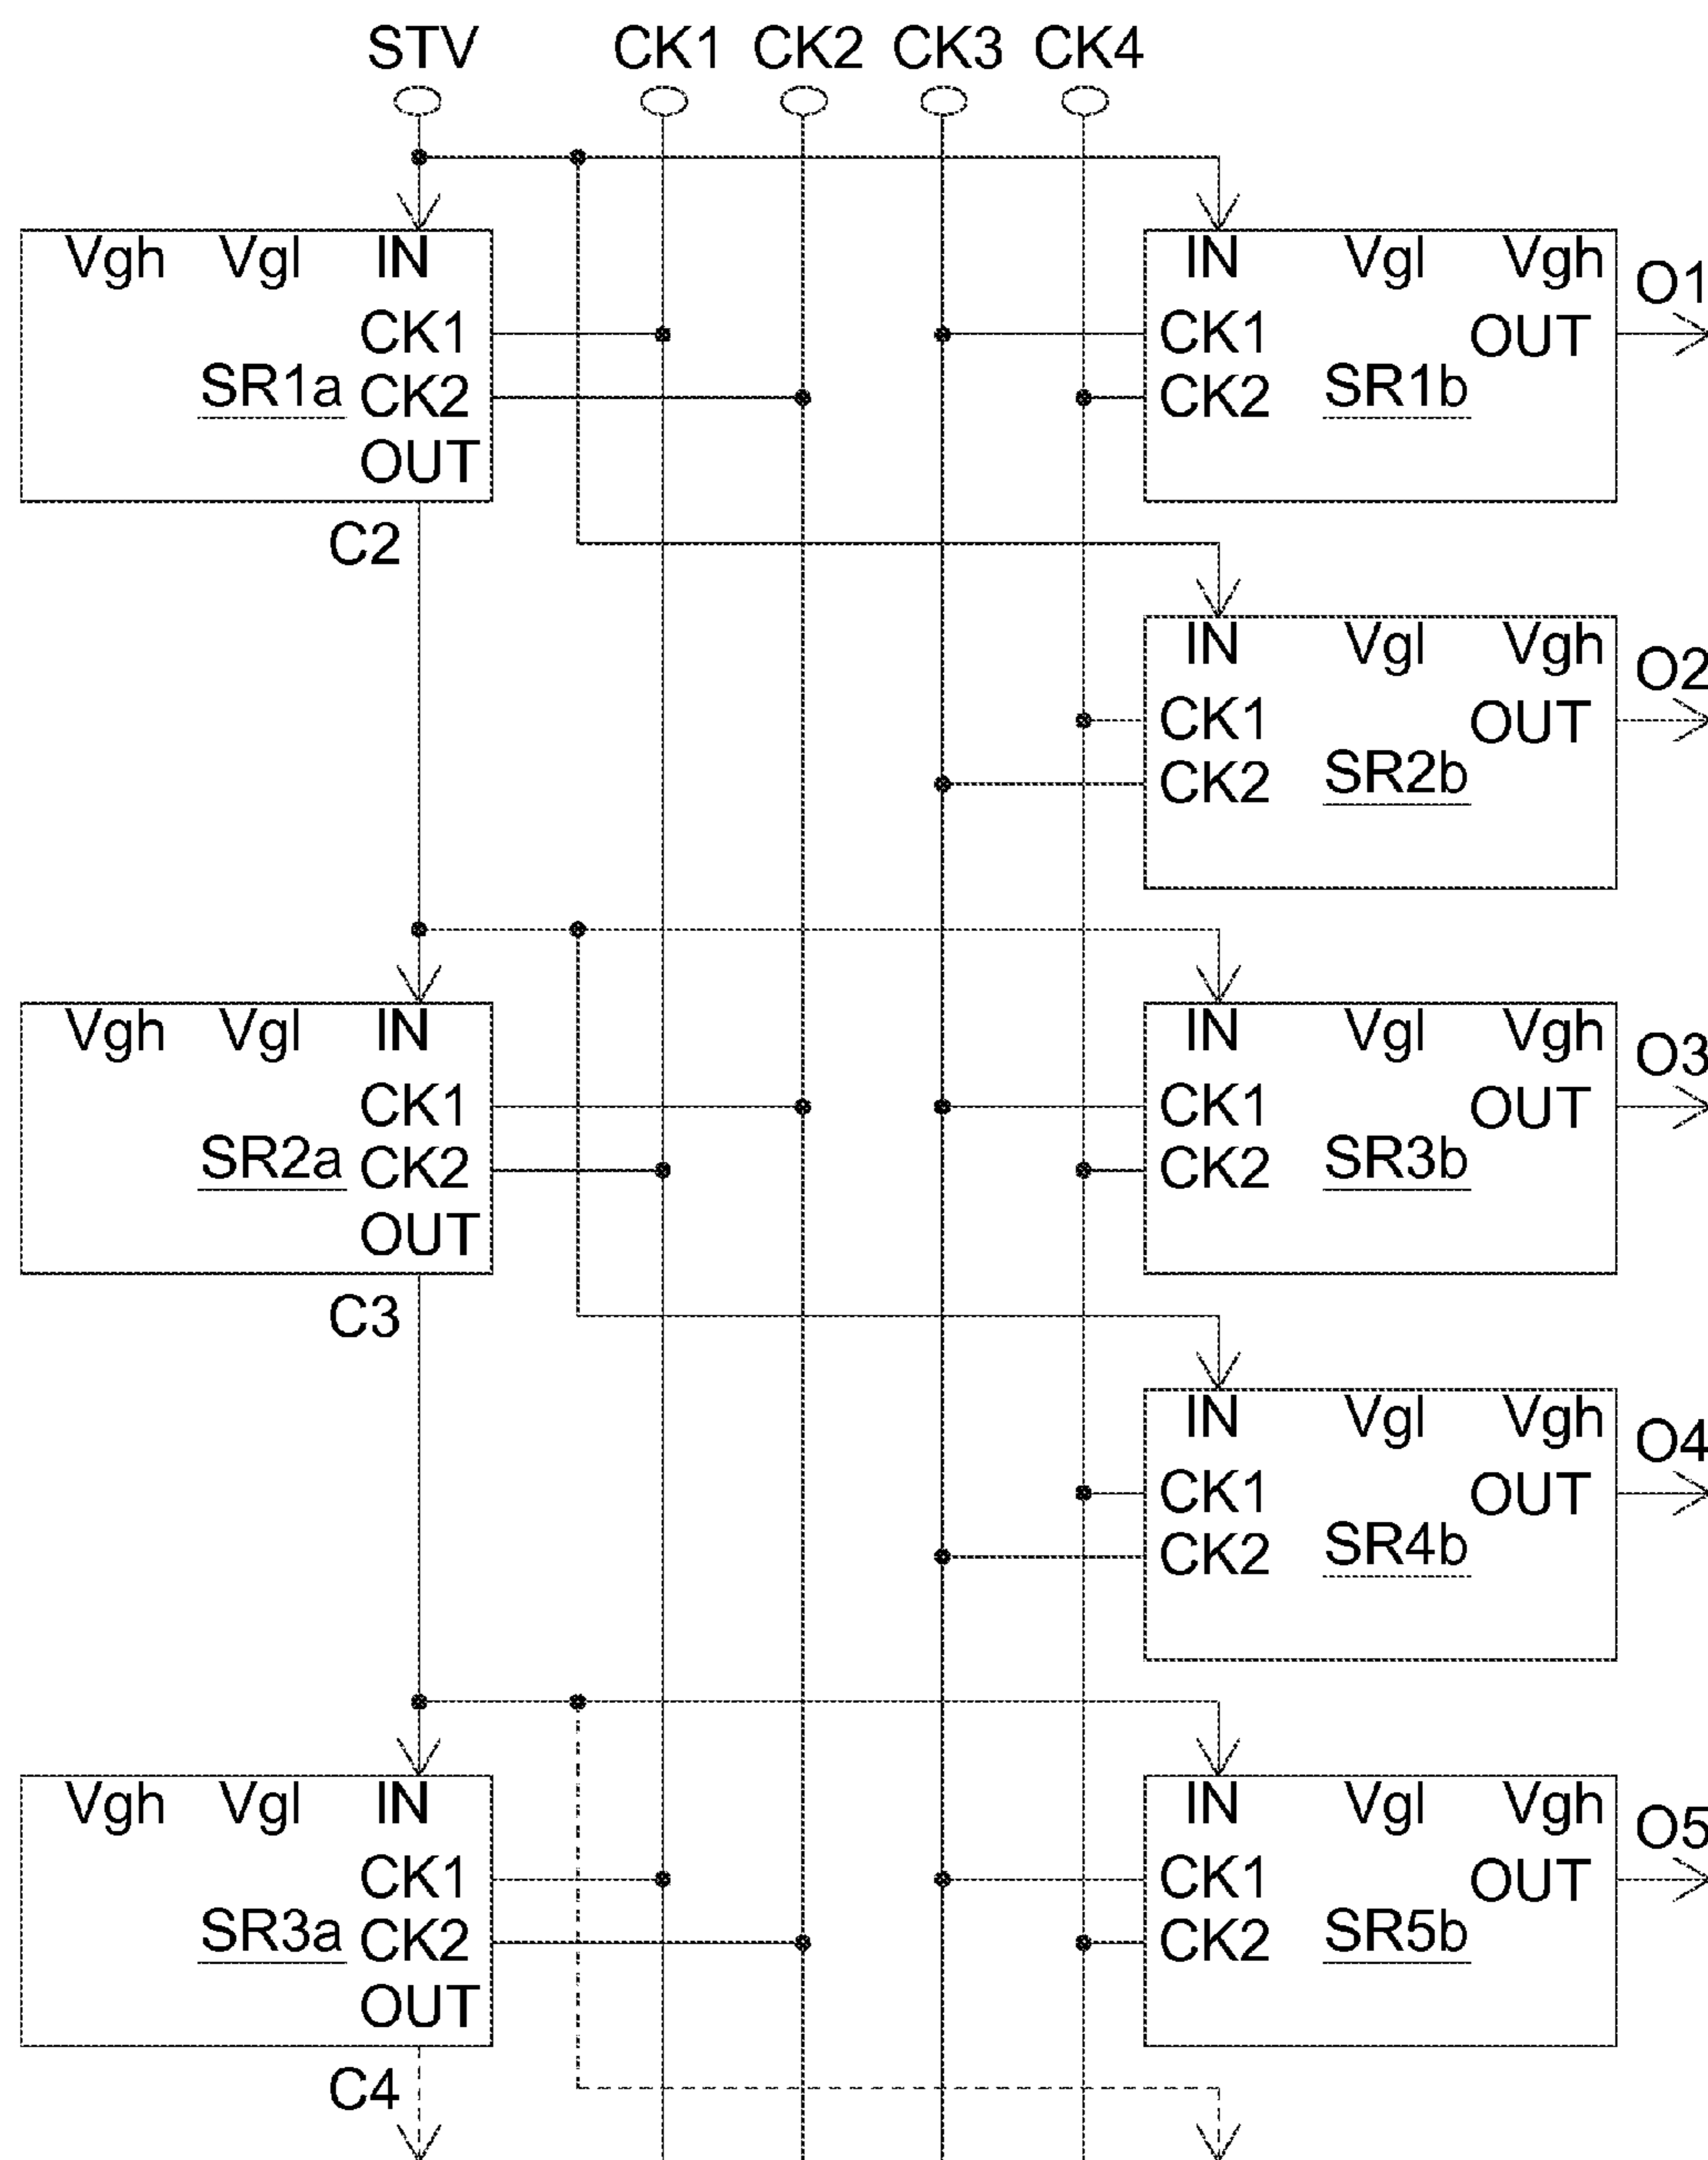 STV CK1 CK2 CK3 CK4
Vgh Vgl IN
CK1
SR1a CK2
OUT
C2
IN Vgl Vgh O1
CK1 OUT
CK2 SR1b
IN Vgl Vgh O2
CK1 OUT
CK2 SR2b
Vgh Vgl IN
CK1
SR2a CK2
OUT
C3
IN Vgl Vgh O3
CK1 OUT
CK2 SR3b
IN Vgl Vgh O4
CK1 OUT
CK2 SR4b
Vgh Vgl IN
CK1
SR3a CK2
OUT
C4
IN Vgl Vgh O5
CK1 OUT
CK2 SR5b